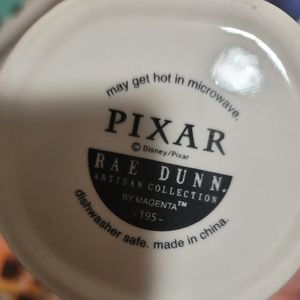 may get hot in microwave.
PIXAR
© Disney/Pixar
RAE DUNN.
ARTISAN COLLECTION
BY MAGENTA™
- 195 -
dishwasher safe. made in china.